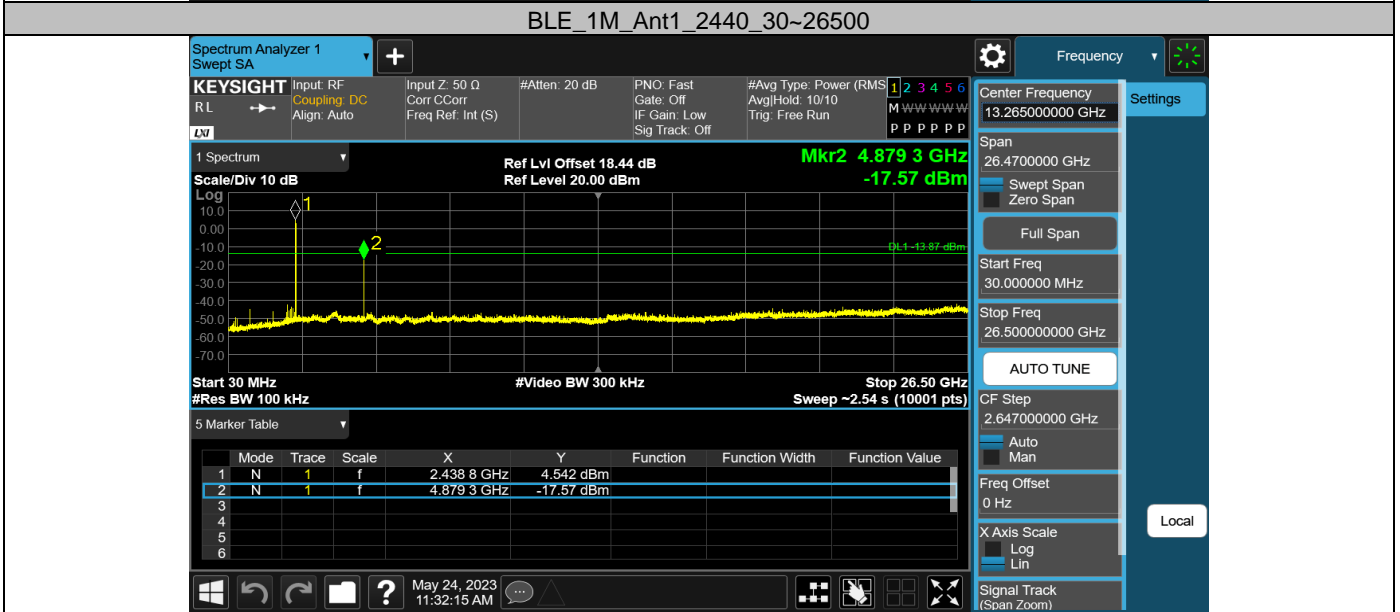 BLE_1M_Ant1_2440_30~26500
Spectrum Analyzer 1
Swept SA
+
Frequency
KEYSIGHT
RL
LXI
Input: RF
Coupling: DC
Align: Auto
Input Z: 50 Ω
Corr CCorr
Freq Ref: Int (S)
#Atten: 20 dB
PNO: Fast
Gate: Off
IF Gain: Low
Sig Track: Off
#Avg Type: Power (RMS
Avg|Hold: 10/10
Trig: Free Run
1 2 3 4 5 6
M W W W W W
P P P P P P
1 Spectrum
Scale/Div 10 dB
Ref Lvl Offset 18.44 dB
Ref Level 20.00 dBm
Mkr2 4.879 3 GHz
-17.57 dBm
Log
10.0
0.00
-10.0
-20.0
-30.0
-40.0
-50.0
-60.0
-70.0
1
2
DL1 -13.87 dBm
Start 30 MHz
#Video BW 300 kHz
Stop 26.50 GHz
#Res BW 100 kHz
Sweep ~2.54 s (10001 pts)
5 Marker Table
Mode Trace Scale X Y Function Function Width Function Value
1 N 1 f 2.438 8 GHz 4.542 dBm
2 N 1 f 4.879 3 GHz -17.57 dBm
3
4
5
6
?
May 24, 2023
11:32:15 AM
Center Frequency
13.265000000 GHz
Settings
Span
26.4700000 GHz
Swept Span
Zero Span
Full Span
Start Freq
30.000000 MHz
Stop Freq
26.500000000 GHz
AUTO TUNE
CF Step
2.647000000 GHz
Auto
Man
Freq Offset
0 Hz
Local
X Axis Scale
Log
Lin
Signal Track
(Span Zoom)